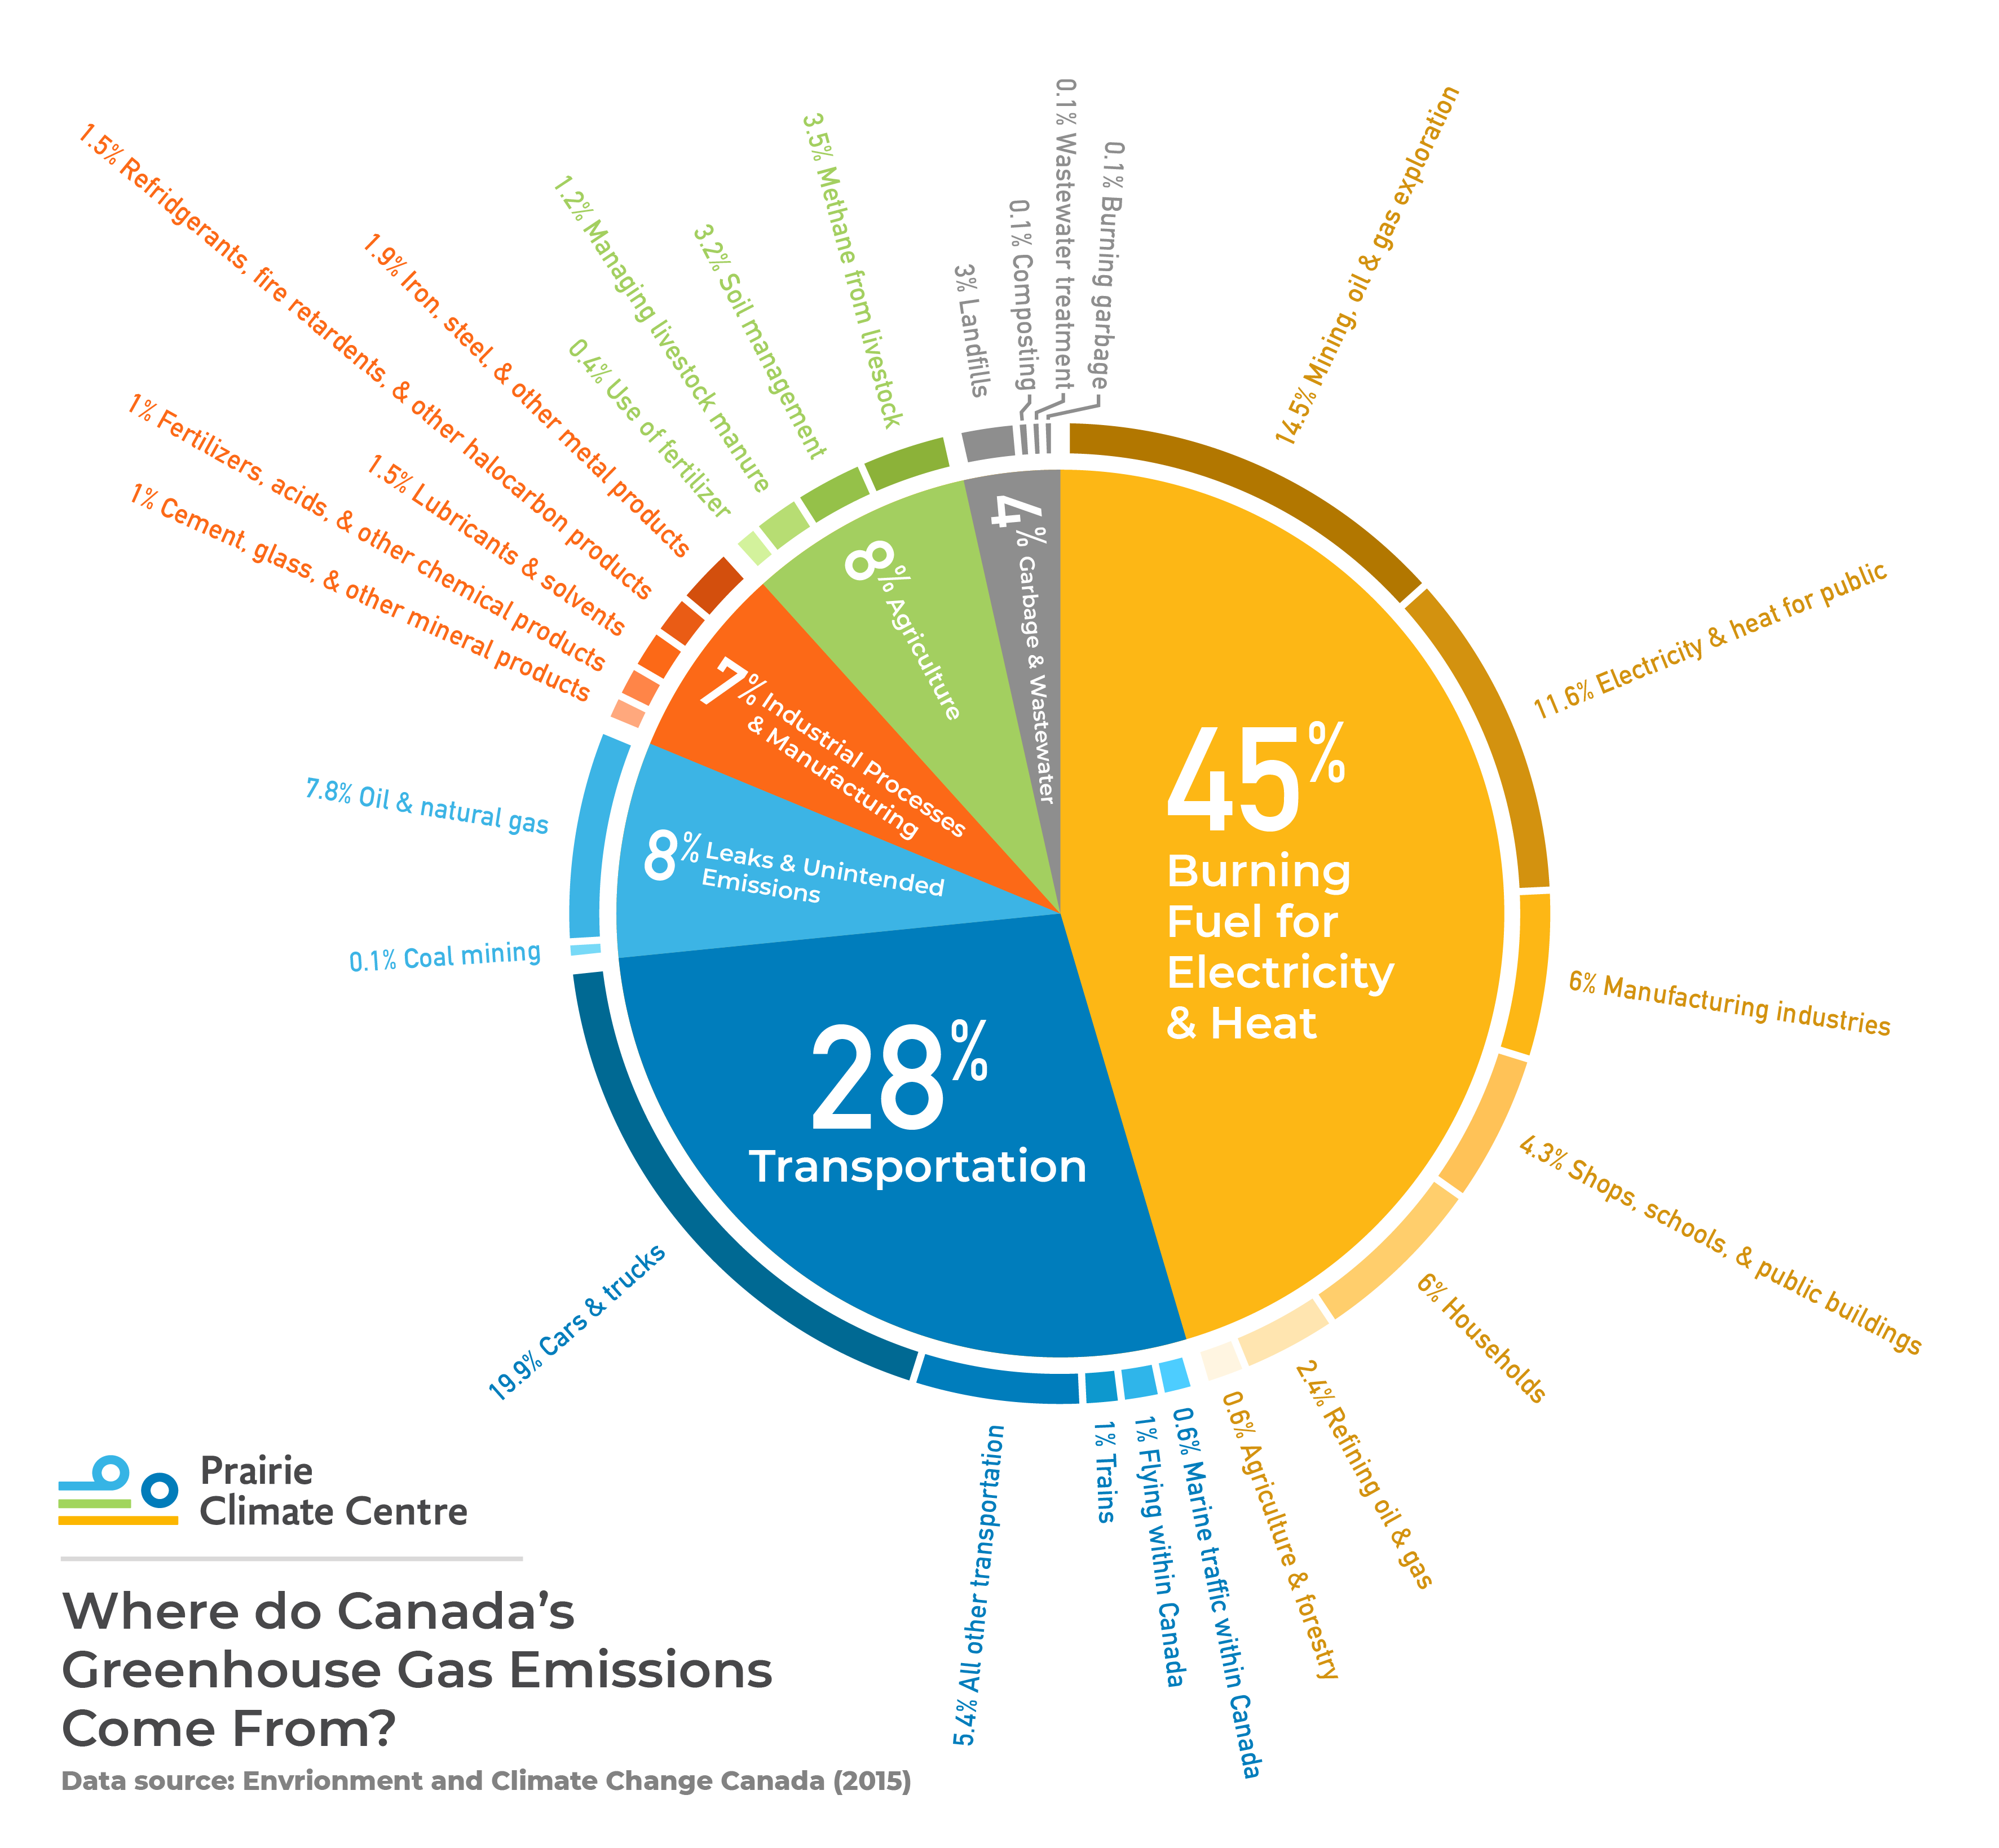 0.1% Wastewater treatment
0.1% Burning garbage
0.1% Composting
3% Landfills
14.5% Mining, oil & gas exploration
11.6% Electricity & heat for public
6% Manufacturing industries
4.3% Shops, schools, & public buildings
6% Households
2.4% Refining oil & gas
0.6% Agriculture & forestry
0.6% Marine traffic within Canada
1% Flying within Canada
1% Trains
5.4% All other transportation
19.9% Cars & trucks
0.1% Coal mining
7.8% Oil & natural gas
1% Cement, glass, & other mineral products
1% Fertilizers, acids, & other chemical products
1.5% Lubricants & solvents
1.5% Refridgerants, fire retardents, & other halocarbon products
1.9% Iron, steel, & other metal products
0.4% Use of fertilizer
1.2% Managing livestock manure
3.2% Soil management
3.5% Methane from livestock
4% Garbage & Wastewater
8% Agriculture
7% Industrial Processes
& Manufacturing
8% Leaks & Unintended
Emissions
45%
Burning
Fuel for
Electricity
& Heat
28%
Transportation
Prairie
Climate Centre
Where do Canada's
Greenhouse Gas Emissions
Come From?
Data source: Envrionment and Climate Change Canada (2015)